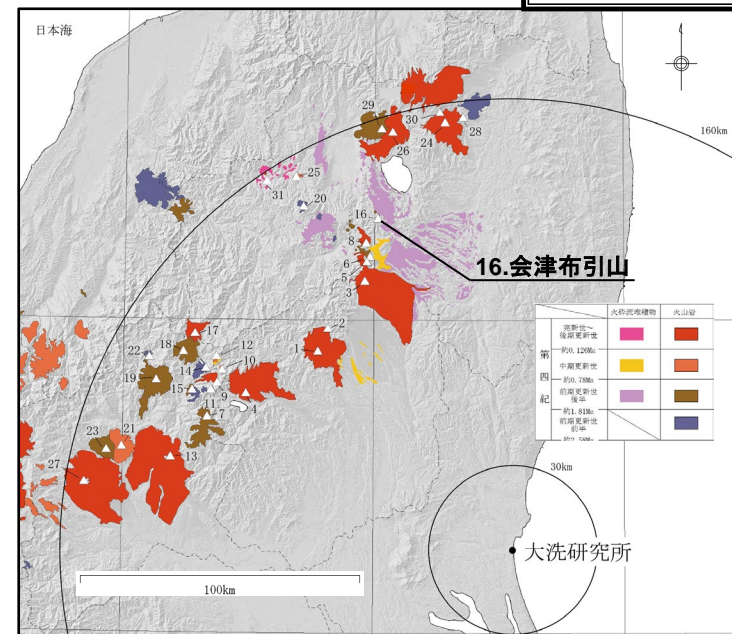 日本海
160km
29
30
24
28
26
25
31
20
16
8
6
5
3
16.会津布引山
17
2
18
12
22
1
14
10
19
15
9
11
4
7
23
21
13
27
火砕流堆積物 火山岩
第四紀
完新世～
後期更新世
約0.126Ma
中期更新世
約0.78Ma
前期更新世
後半
約1.81Ma
前期更新世
前半
約2.58Ma
30km
大洗研究所
100km